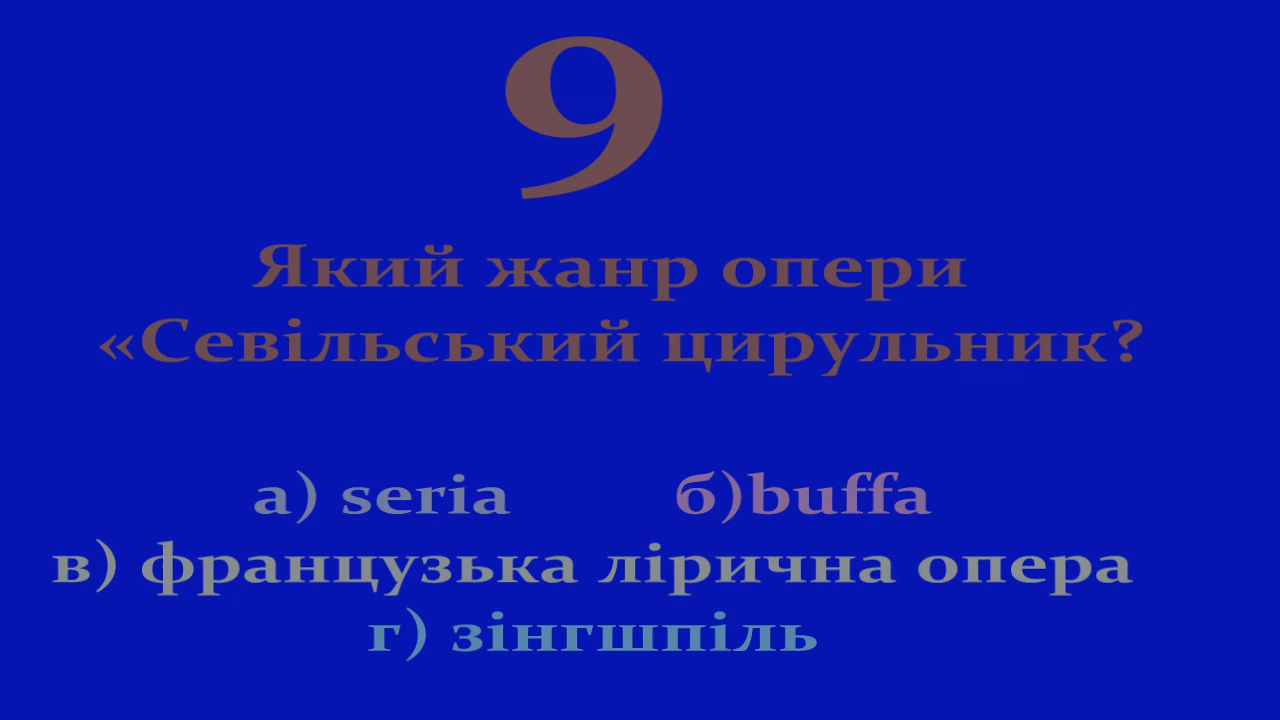 9
Який жанр опери
«Севільський цирульник?
а) seria б)buffa
в) французька лірична опера
г) зінгшпіль